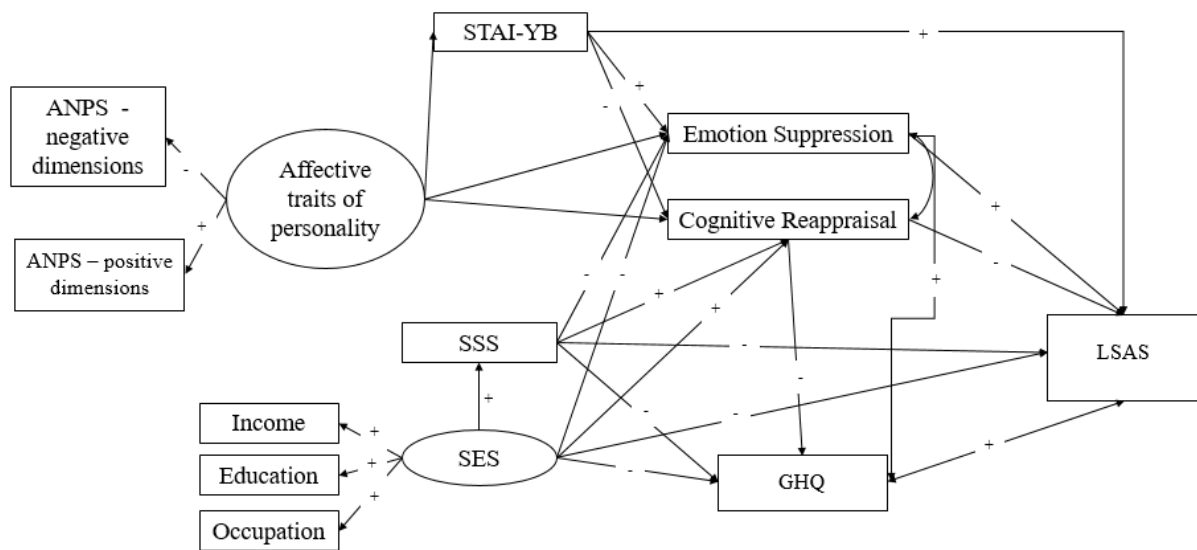 STAI-YB
+
ANPS -
negative
dimensions
+
-
Emotion Suppression
-
Affective
traits of
personality
+
ANPS – positive
dimensions
Cognitive Reappraisal
+
-
-
-
+
+
+
SSS
-
LSAS
-
+
-
-
Income
+
SES
Education
+
-
+
GHQ
Occupation
+